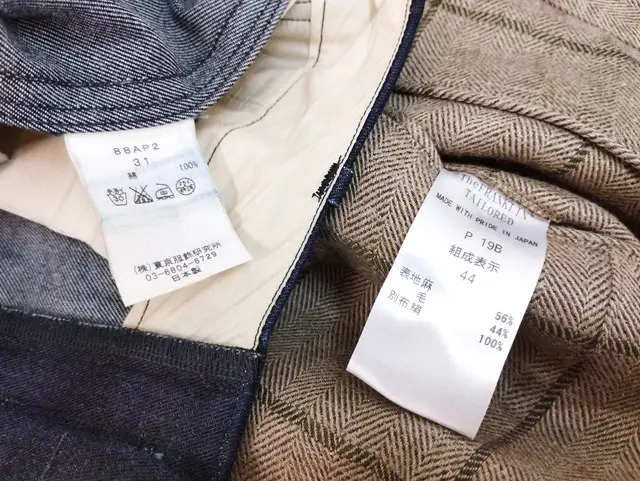 BBAP2
31
綿 100%
(株) 東京服飾研究所
03-6804-6729
日本製
THE FRANKLIN
TAILORED
MADE WITH PRIDE IN JAPAN
P 19B
組成表示
44
表地麻 56%
毛 44%
別布絹 100%